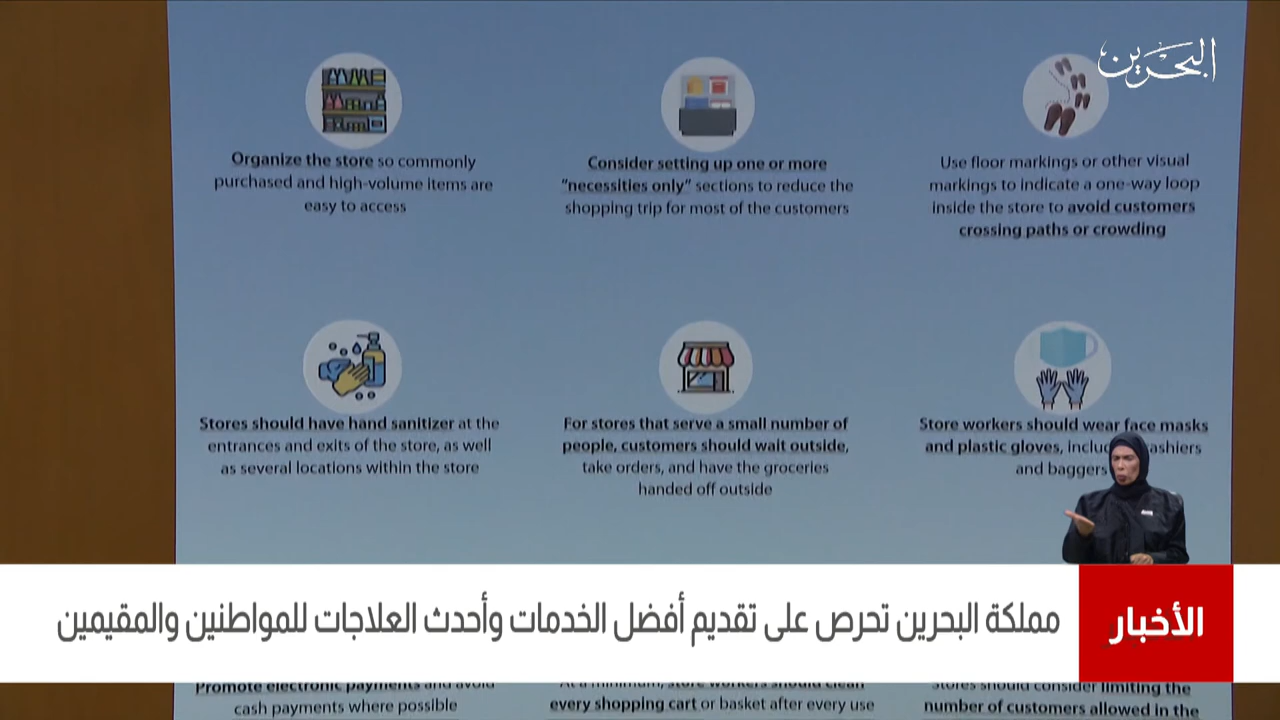 البحرين
Organize the store so commonly
purchased and high-volume items are
easy to access
Consider setting up one or more
"necessities only" sections to reduce the
shopping trip for most of the customers
Use floor markings or other visual
markings to indicate a one-way loop
inside the store to avoid customers
crossing paths or crowding
Stores should have hand sanitizer at the
entrances and exits of the store, as well
as several locations within the store
For stores that serve a small number of
people, customers should wait outside,
take orders, and have the groceries
handed off outside
Store workers should wear face masks
and plastic gloves,
and baggers
الأخبار
مملكة البحرين تحرص على تقديم أفضل الخدمات وأحدث العلاجات للمواطنين والمقيمين
Promote electronic payments and avoid
cash payments where possible
At a minimum, store workers should clean
every shopping cart or basket after every use
Stores should consider limiting the
number of customers allowed in the